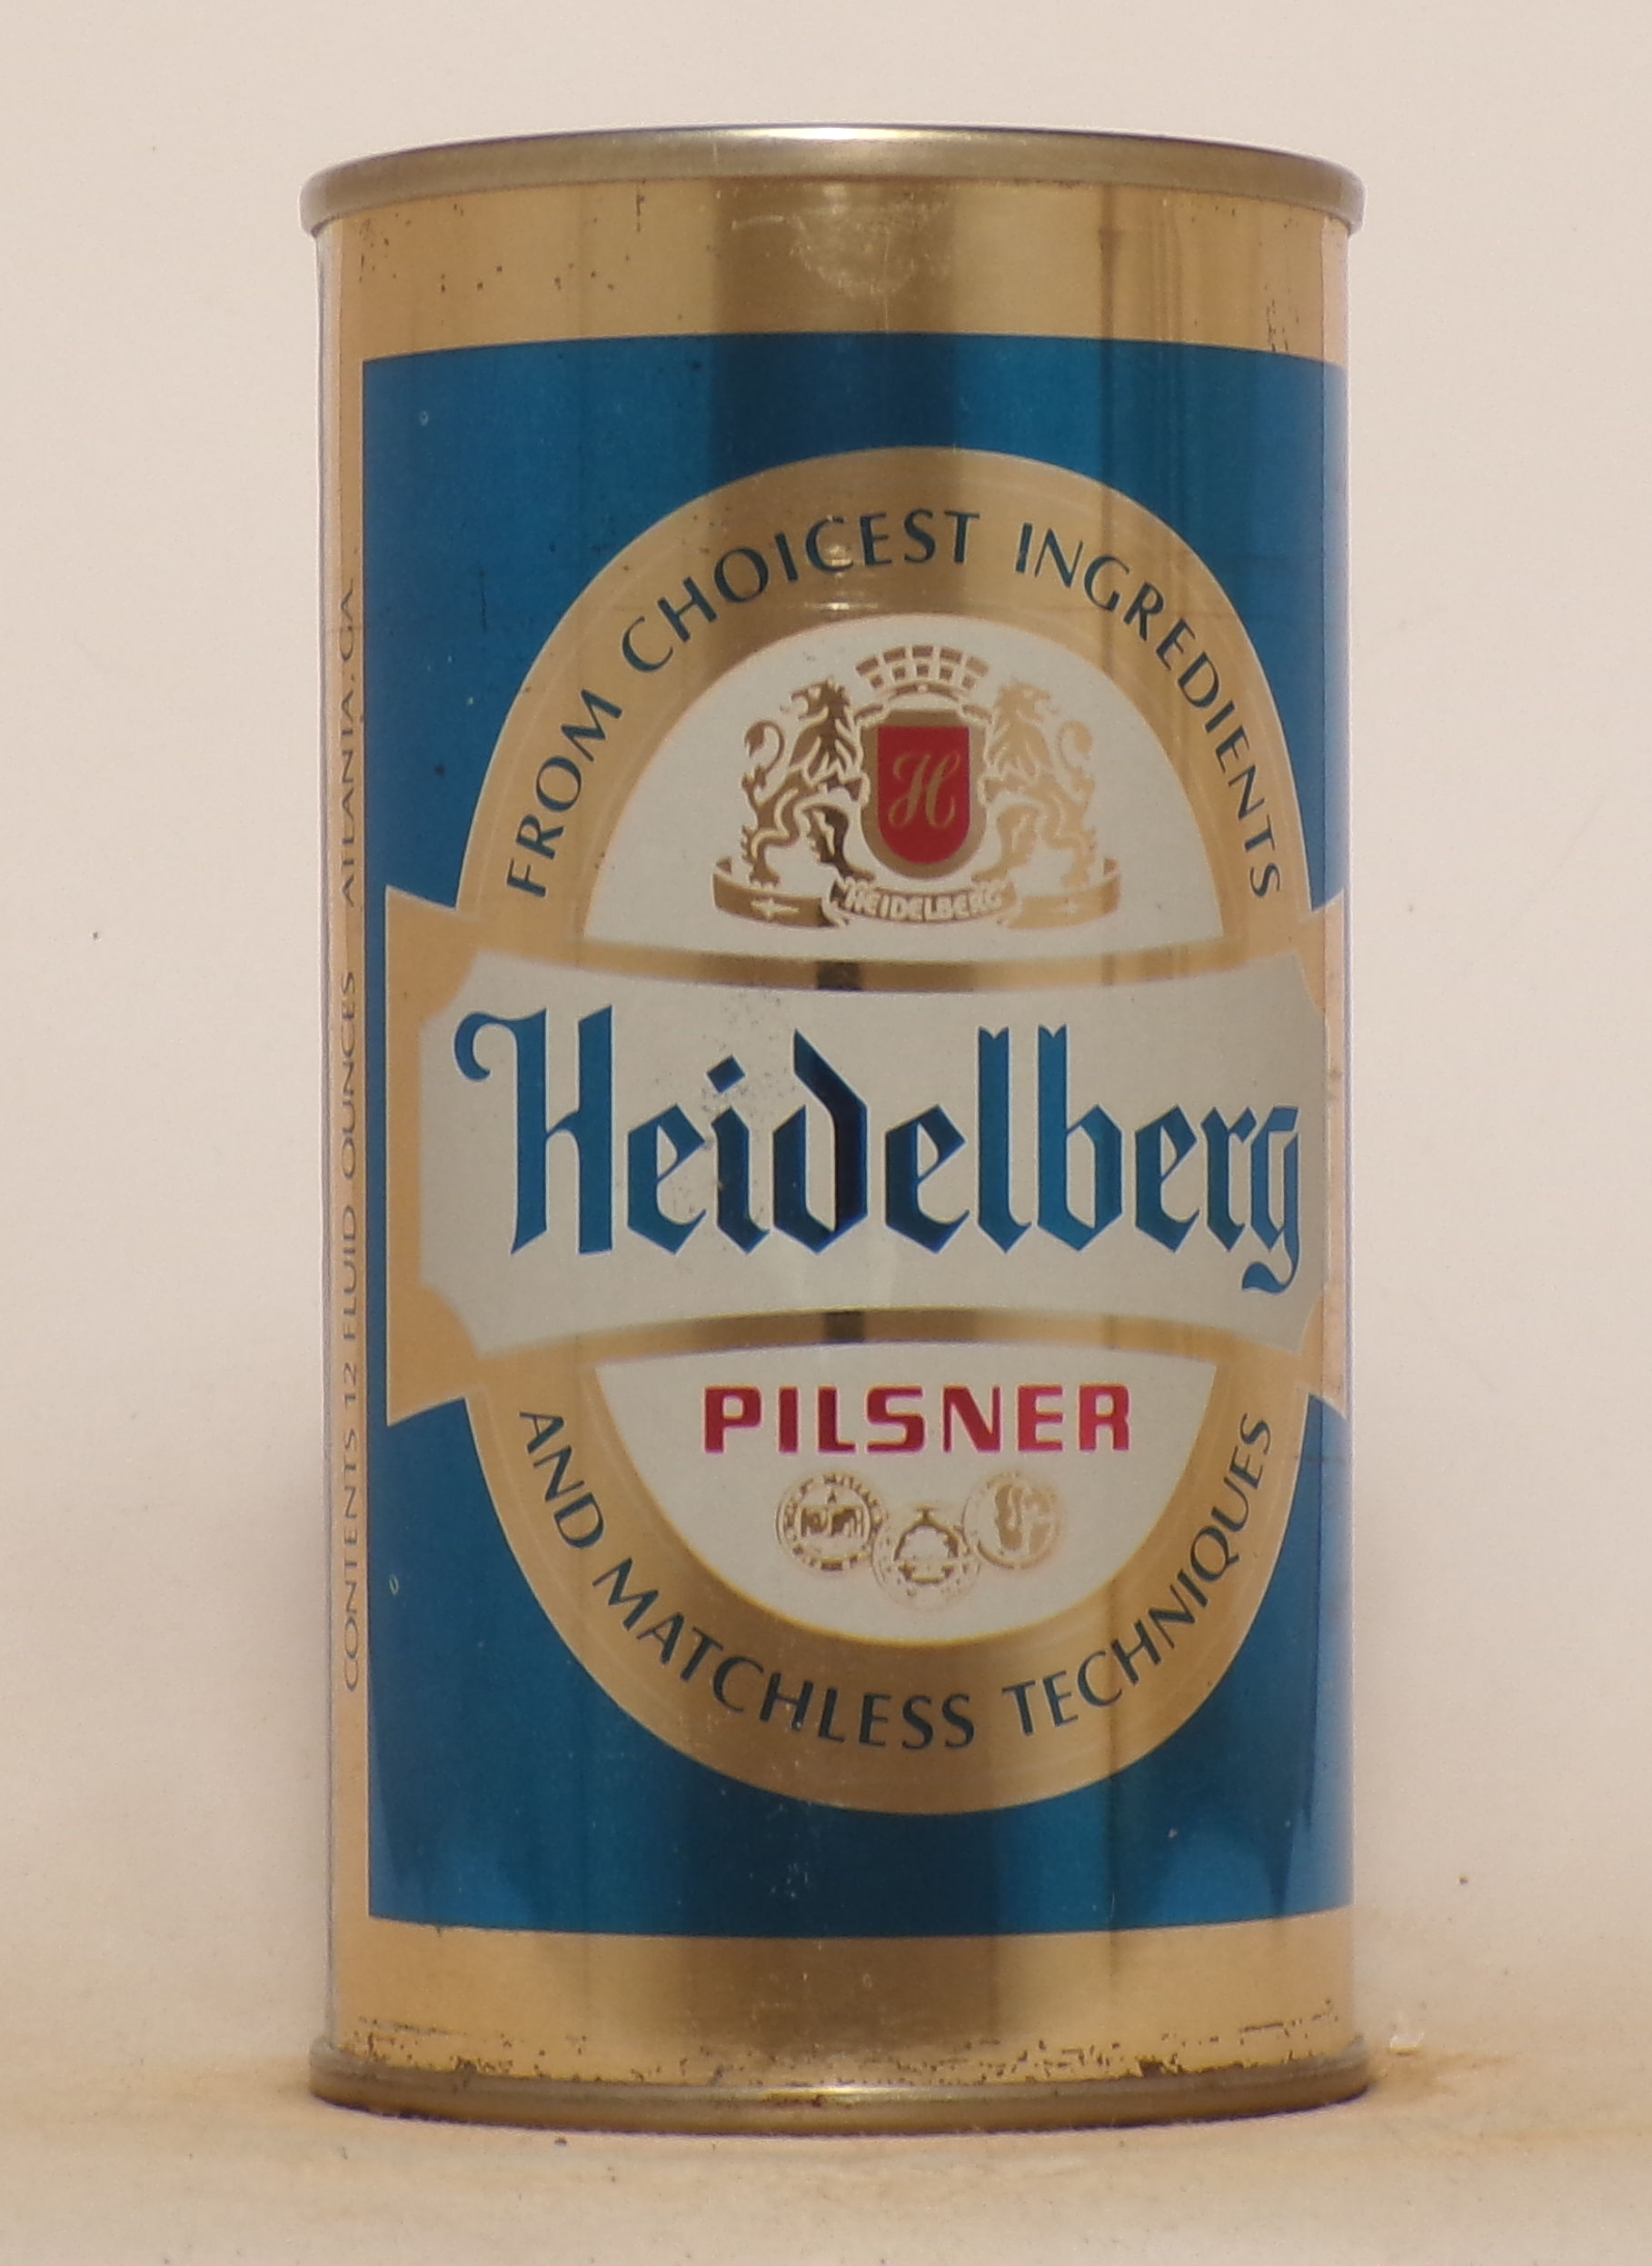 FROM CHOICEST INGREDIENTS
H
HEIDELBERG
Heidelberg
PILSNER
AND MATCHLESS TECHNIQUES
CONTENTS 12 FLUID OUNCES ATLANTA, GA.